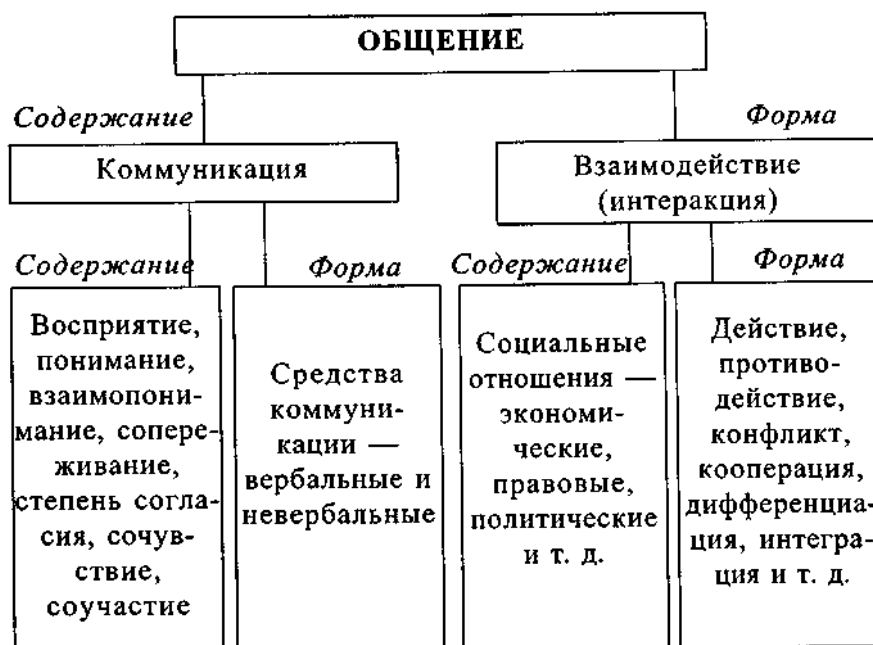 ОБЩЕНИЕ
Содержание
Форма
Коммуникация
Взаимодействие
(интеракция)
Содержание
Форма
Содержание
Форма
Восприятие,
понимание,
взаимопони-
мание, сопере-
живание,
степень согла-
сия, сочув-
ствие,
соучастие
Средства
коммуни-
кации —
вербальные и
невербальные
Социальные
отношения —
экономи-
ческие,
правовые,
политические
и т. д.
Действие,
противо-
действие,
конфликт,
кооперация,
дифференциа-
ация, интегра-
ция и т. д.